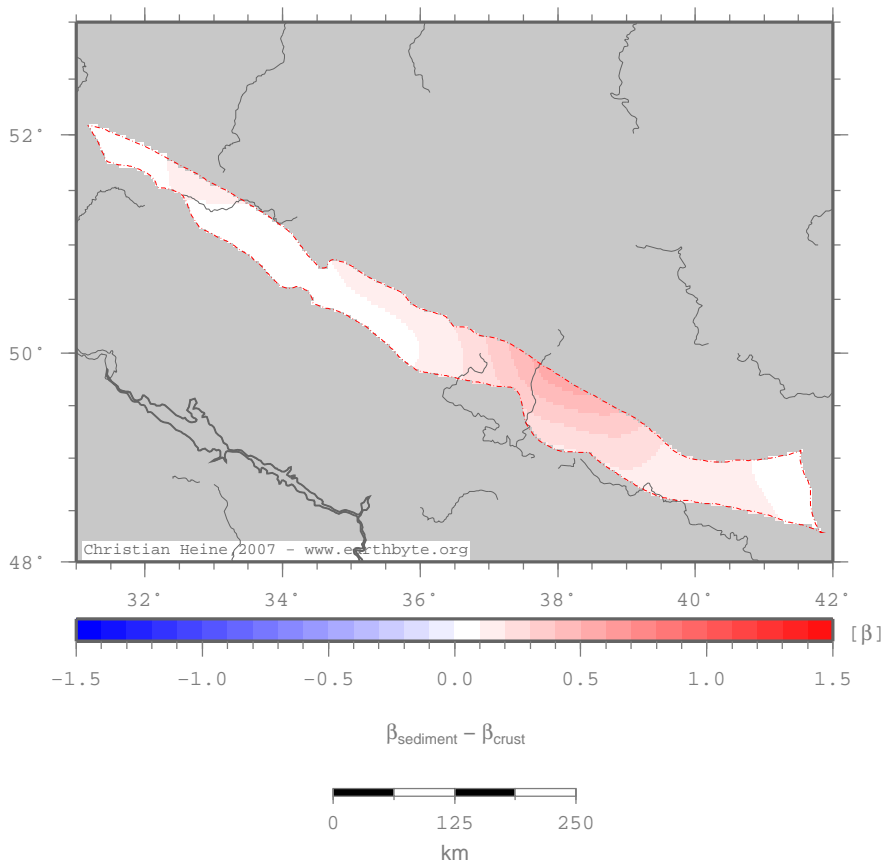 52°
50°
48°
Christian Heine 2007 - www.earthbyte.org
32° 34° 36° 38° 40° 42°
[β]
−1.5 −1.0 −0.5 0.0 0.5 1.0 1.5
βsediment − βcrust
0 125 250
km